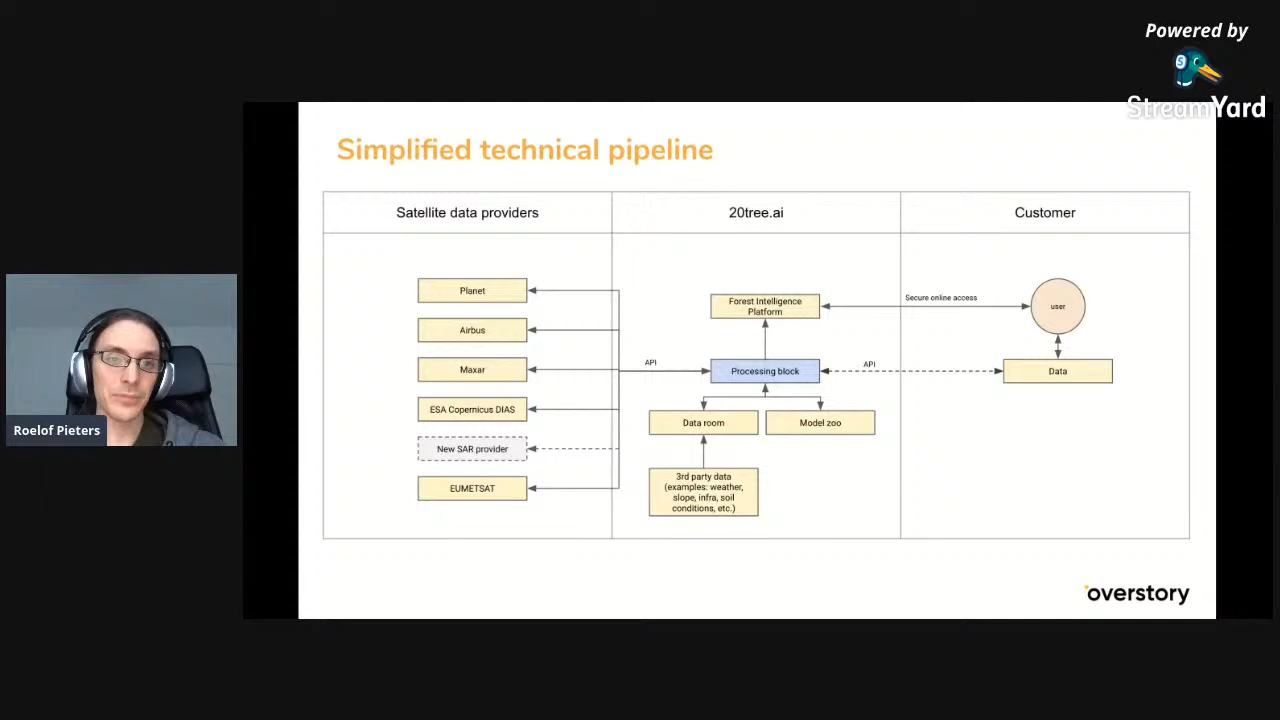 Powered by
StreamYard
Simplified technical pipeline
Satellite data providers
20tree.ai
Customer
Planet
Airbus
Maxar
ESA Copernicus DIAS
New SAR provider
EUMETSAT
API
Forest Intelligence
Platform
Processing block
Data room
Model zoo
3rd party data
(examples: weather,
slope, infra, soil
conditions, etc.)
Secure online access
API
user
Data
Roelof Pieters
overstory